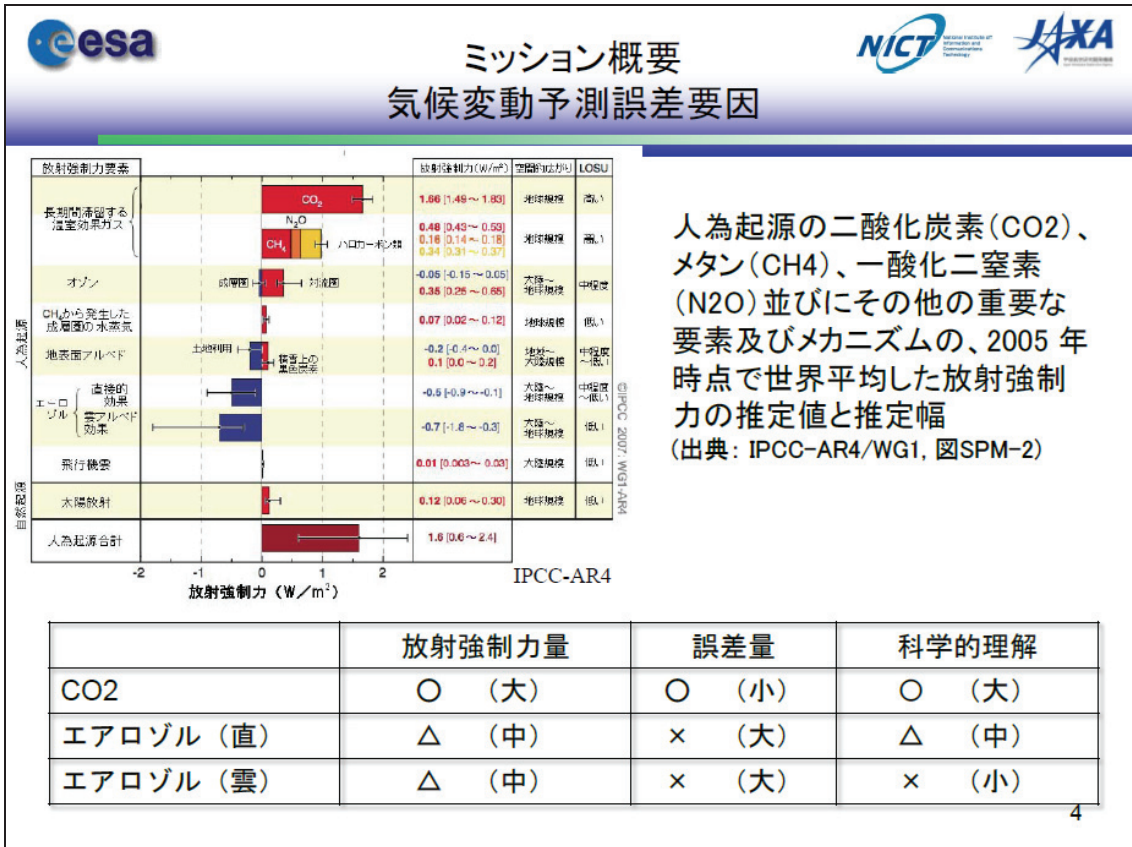 esa
ミッション概要
気候変動予測誤差要因
NICT National Institute of Information and Communications Technology
JAXA
放射強制力要素
放射強制力(W/m²) 空間的広がり LOSU
人為起源
長期間滞留する
温室効果ガス
CO₂
1.66 [1.49～1.83] 地球規模 高い
N₂O
CH₄ ハロカーボン類
0.48 [0.43～0.53]
0.16 [0.14～0.18]
0.34 [0.31～0.37]
地球規模 高い
オゾン 成層圏 対流圏
-0.05 [-0.15～0.05]
0.35 [0.25～0.65]
大陸～
地球規模
中程度
CH₄から発生した
成層圏の水蒸気
0.07 [0.02～0.12] 地球規模 低い
地表面アルベド 土地利用
積雪上の
黒色炭素
-0.2 [-0.4～0.0]
0.1 [0.0～0.2]
地域～
大陸規模
中程度
～低い
エーロ
ゾル
直接的
効果
-0.5 [-0.9～-0.1]
大陸～
地球規模
中程度
～低い
雲アルベド
効果
-0.7 [-1.8～-0.3]
大陸～
地球規模
低い
飛行機雲 0.01 [0.003～0.03] 大陸規模 低い
自然起源
太陽放射 0.12 [0.06～0.30] 地球規模 低い
人為起源合計 1.6 [0.6～2.4]
-2 -1 0 1 2
放射強制力 (W/m²)
©IPCC 2007: WG1-AR4
IPCC-AR4
人為起源の二酸化炭素(CO2)、
メタン(CH4)、一酸化二窒素
(N2O)並びにその他の重要な
要素及びメカニズムの、2005 年
時点で世界平均した放射強制
力の推定値と推定幅
(出典: IPCC-AR4/WG1, 図SPM-2)
放射強制力量 誤差量 科学的理解
CO2 ○ (大) ○ (小) ○ (大)
エアロゾル (直) △ (中) × (大) △ (中)
エアロゾル (雲) △ (中) × (大) × (小)
4